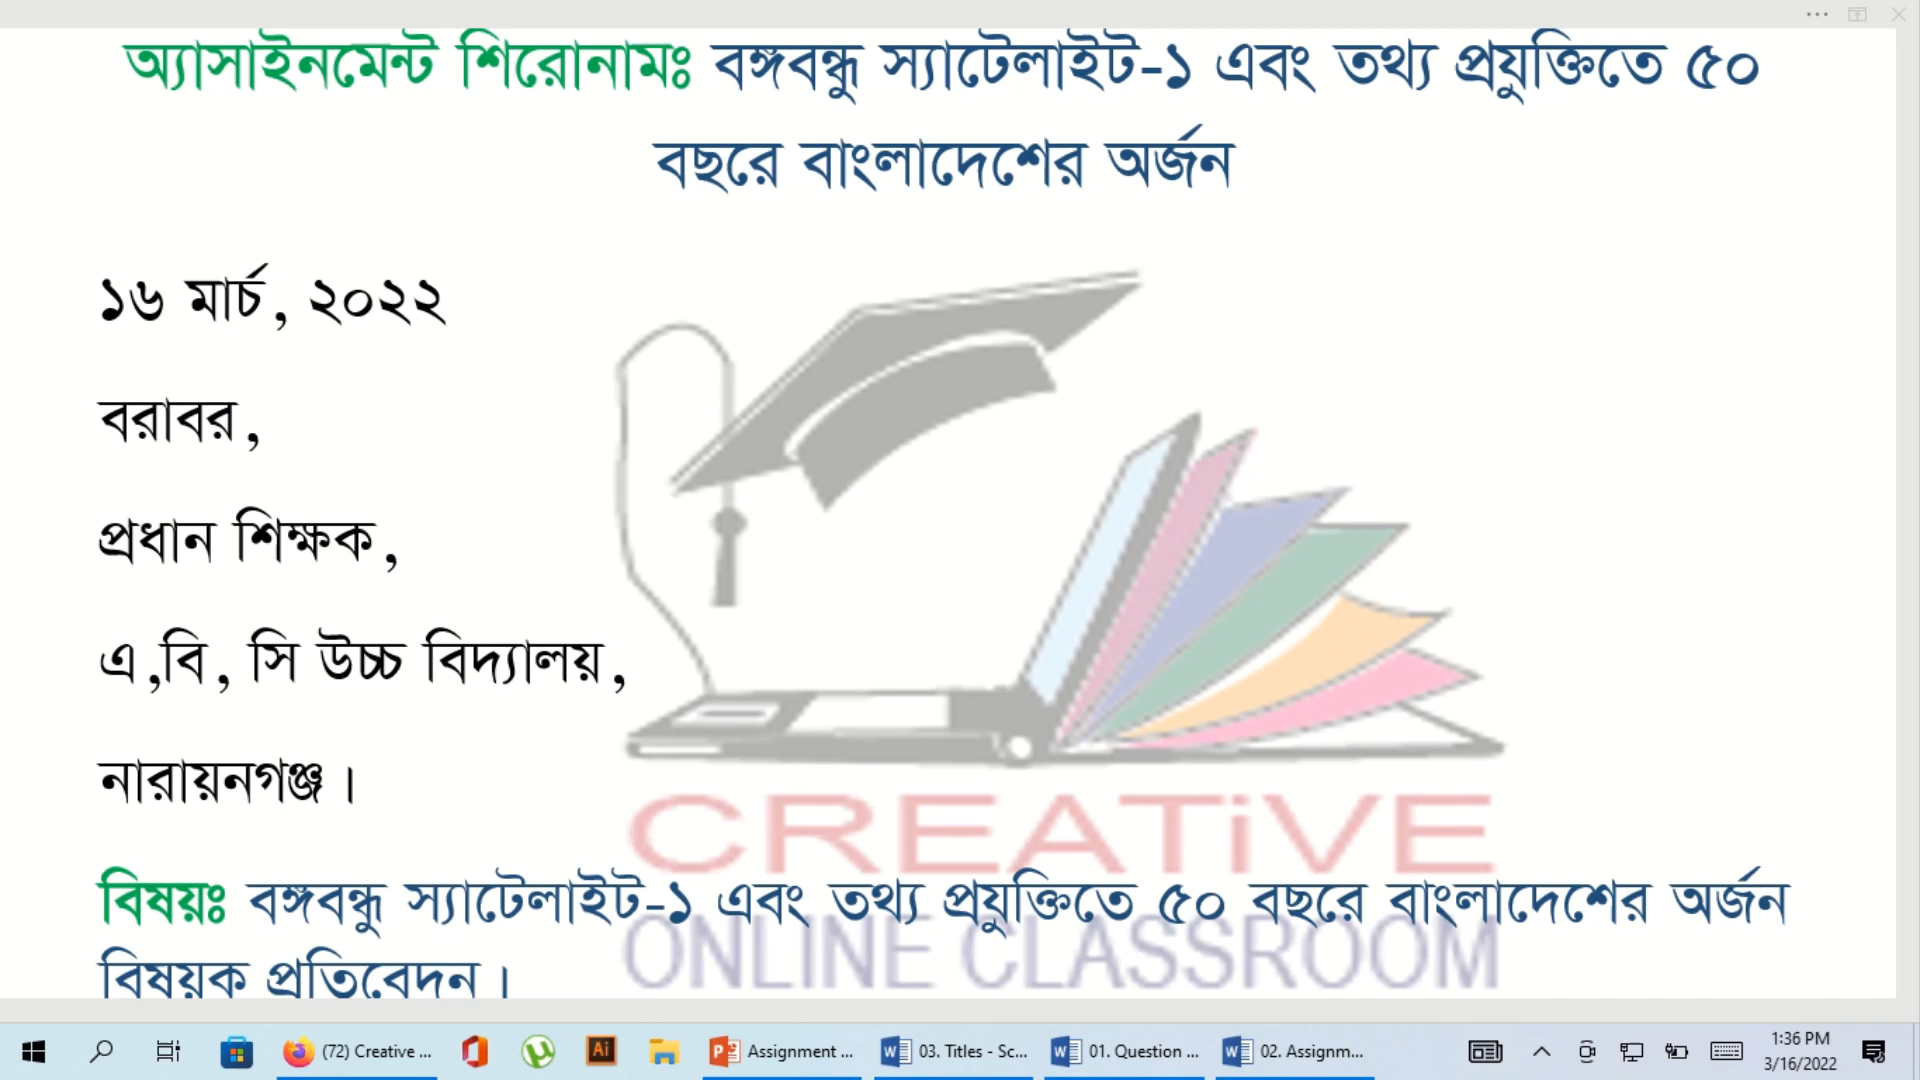 অ্যাসাইনমেন্ট শিরোনামঃ বঙ্গবন্ধু স্যাটেলাইট-১ এবং তথ্য প্রযুক্তিতে ৫০
বছরে বাংলাদেশের অর্জন
১৬ মার্চ, ২০২২
বরাবর,
প্রধান শিক্ষক,
এ,বি, সি উচ্চ বিদ্যালয়,
নারায়নগঞ্জ।
CREATiVE
বিষয়ঃ বঙ্গবন্ধু স্যাটেলাইট-১ এবং তথ্য প্রযুক্তিতে ৫০ বছরে বাংলাদেশের অর্জন
ONLINE CLASSROOM
বিষয়ক প্রতিবেদন।
(72) Creative ...
Ai
Assignment ...
03. Titles - Sc...
01. Question ...
02. Assignm...
1:36 PM
3/16/2022